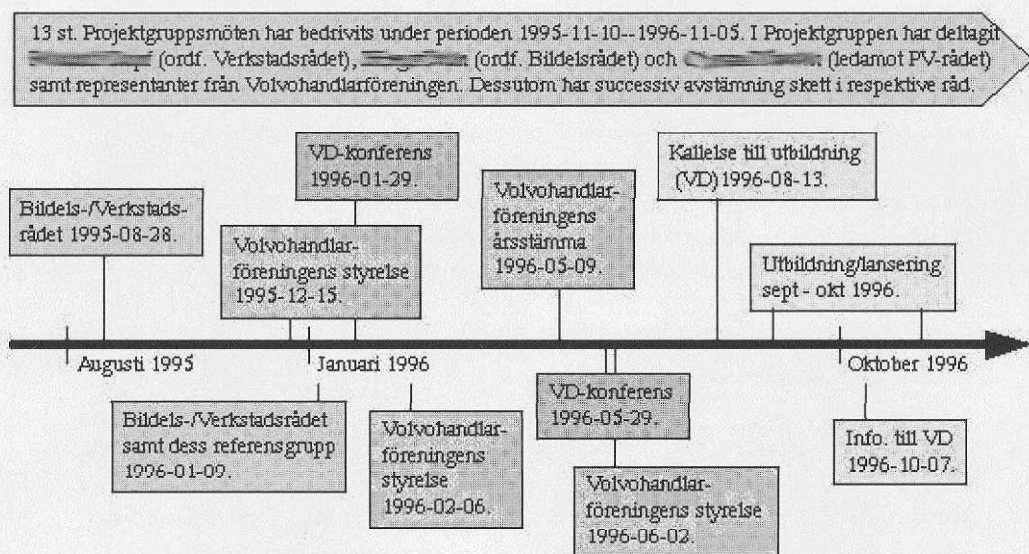 13 st. Projektgruppsmöten har bedrivits under perioden 1995-11-10--1996-11-05. I Projektgruppen har deltagit
(ordf. Verkstadsrådet), (ordf. Bildelsrådet) och (ledamot PV-rådet)
samt representanter från Volvohandlarföreningen. Dessutom har successiv avstämning skett i respektive råd.
Bildels-/Verkstads-
rådet 1995-08-28.
VD-konferens
1996-01-29.
Volvohandlar-
föreningens styrelse
1995-12-15.
Volvohandlar-
föreningens
årsstämma
1996-05-09.
Kallelse till utbildning
(VD) 1996-08-13.
Utbildning/lansering
sept - okt 1996.
Augusti 1995
Januari 1996
Oktober 1996
Bildels-/Verkstadsrådet
samt dess referensgrupp
1996-01-09.
Volvohandlar-
föreningens
styrelse
1996-02-06.
VD-konferens
1996-05-29.
Volvohandlar-
föreningens styrelse
1996-06-02.
Info. till VD
1996-10-07.